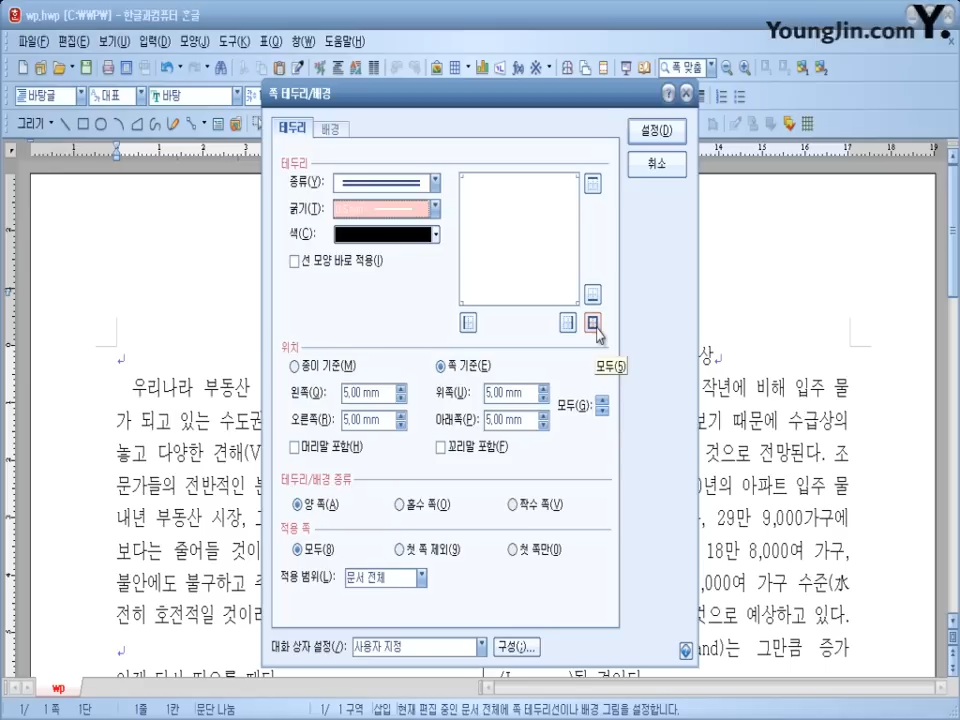 wp.hwp [C:\WPW] - 한글과컴퓨터 한글
YoungJin.com Y.
파일(F) 편집(E) 보기(U) 입력(D) 모양(J) 도구(K) 표(Q) 창(W) 도움말(H)
폭 맞춤
바탕글 대표 바탕
그리기
쪽 테두리/배경
테두리 배경
설정(D)
취소
테두리
종류(Y):
굵기(T):
색(C):
선 모양 바로 적용(I)
모두(5)
위치
종이 기준(M) 쪽 기준(E)
왼쪽(O): 5,00 mm 위쪽(U): 5,00 mm 모두(G):
오른쪽(R): 5,00 mm 아래쪽(P): 5,00 mm
머리말 포함(H) 꼬리말 포함(F)
테두리/배경 종류
양 쪽(A) 홀수 쪽(O) 짝수 쪽(V)
적용 쪽
모두(8) 첫 쪽 제외(9) 첫 쪽만(0)
적용 범위(L): 문서 전체
대화 상자 설정(/): 사용자 지정 구성(;)...
상
우리나라 부동산 작년에 비해 입주 물
가 되고 있는 수도권 보기 때문에 수급상의
놓고 다양한 견해(V 것으로 전망된다. 조
문가들의 전반적인 년의 아파트 입주 물
내년 부동산 시장, 29만 9,000가구에
보다는 줄어들 것이 18만 8,000여 가구,
불안에도 불구하고 ,000여 가구 수준(水
전히 호전적일 것이 것으로 예상하고 있다.
and)는 그만큼 증가
wp
1/ 1 쪽 1단 1줄 1칸 문단 나눔 1/ 1 구역 삽입 현재 편집 중인 문서 전체에 쪽 테두리선이나 배경 그림을 설정합니다.